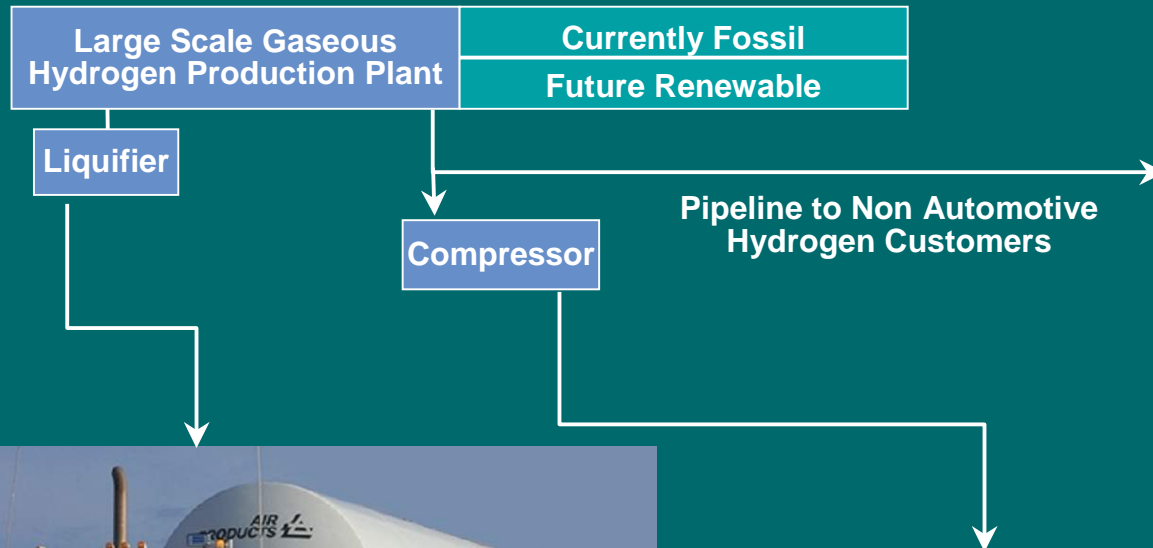 Large Scale Gaseous
Hydrogen Production Plant
Currently Fossil
Future Renewable
Liquifier
Compressor
Pipeline to Non Automotive
Hydrogen Customers
AIR
PRODUCTS